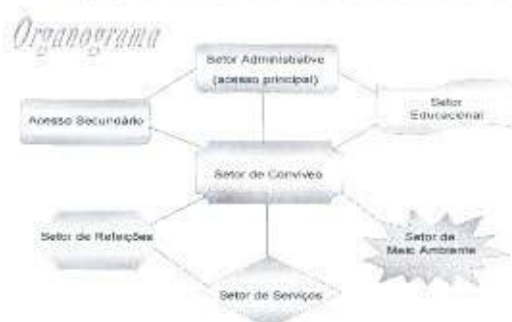 Organograma
Setor Administrativo
(acesso principal)
Acesso Secundário
Setor
Educacional
Setor de Convíveo
Setor de Refeições
Setor de
Meio Ambiente
Setor de Serviços